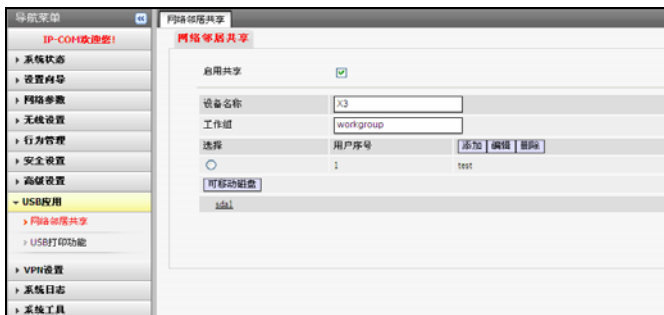 导航菜单
IP-COM欢迎您!
系统状态
设置向导
网络参数
无线设置
行为管理
安全设置
高级设置
USB应用
网络邻居共享
USB打印功能
VPN设置
系统日志
系统工具
网络邻居共享
网络邻居共享
启用共享
设备名称 X3
工作组 workgroup
选择 用户序号 添加 编辑 删除
1 test
可移动磁盘
sda1